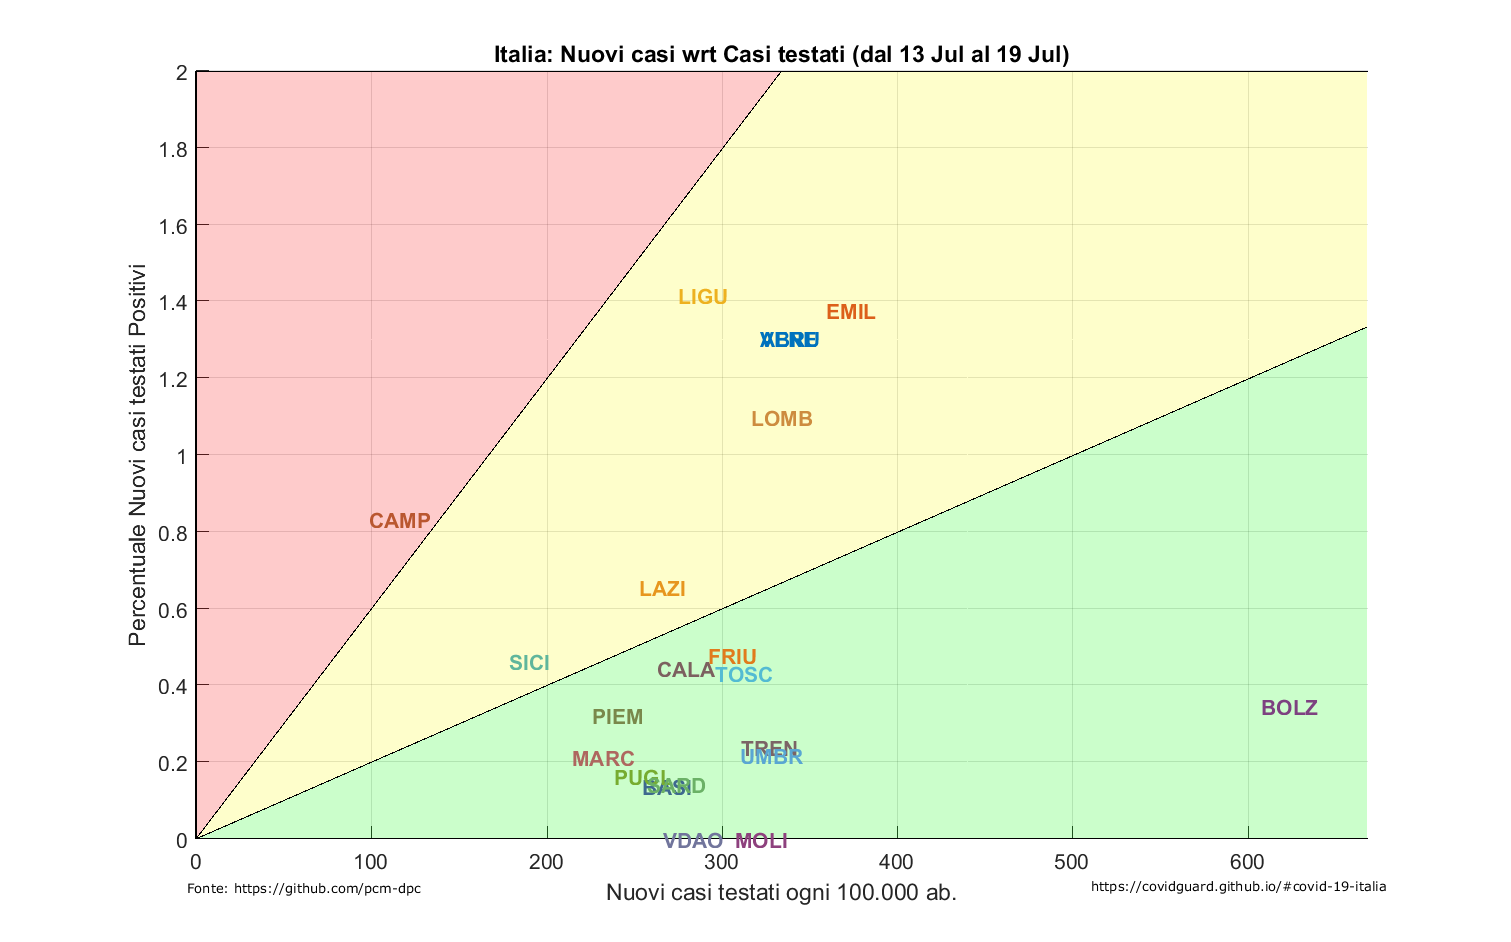 Italia: Nuovi casi wrt Casi testati (dal 13 Jul al 19 Jul)
Percentuale Nuovi casi testati Positivi
2
1.8
1.6
1.4
1.2
1
0.8
0.6
0.4
0.2
0
LIGU
EMIL
ABRU
LOMB
CAMP
LAZI
SICI
FRIU
CALA
TOSC
BOLZ
PIEM
TREN
MARC
UMBR
PUGL
SARD
BASI
VDAO
MOLI
0 100 200 300 400 500 600
Nuovi casi testati ogni 100.000 ab.
Fonte: https://github.com/pcm-dpc
https://covidguard.github.io/#covid-19-italia